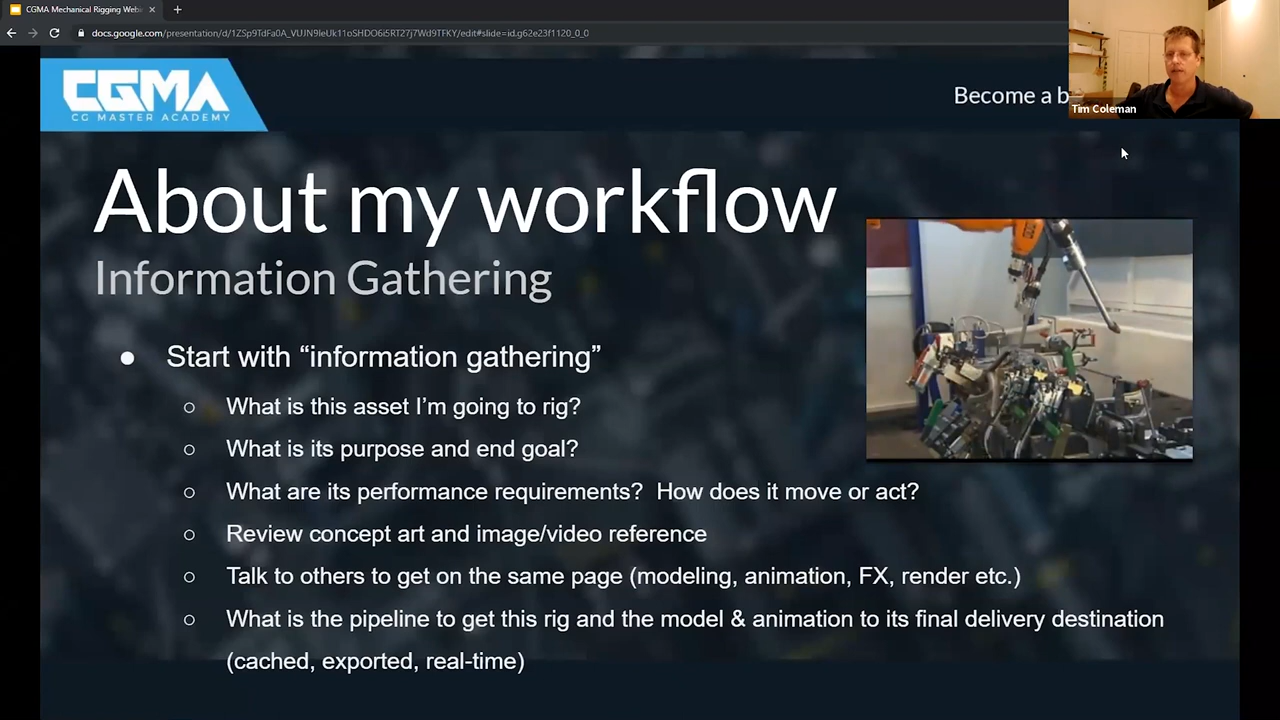 CGMA Mechanical Rigging Webi
docs.google.com/presentation/d/1ZSp9TdFa0A_VUJN9leUk11oSHDO6i5RT27j7Wd9TFKY/edit#slide=id.g62e23f1120_0_0
CGMA
CG MASTER ACADEMY
Become a b
Tim Coleman
About my workflow
Information Gathering
● Start with “information gathering”
○ What is this asset I’m going to rig?
○ What is its purpose and end goal?
○ What are its performance requirements? How does it move or act?
○ Review concept art and image/video reference
○ Talk to others to get on the same page (modeling, animation, FX, render etc.)
○ What is the pipeline to get this rig and the model & animation to its final delivery destination
(cached, exported, real-time)